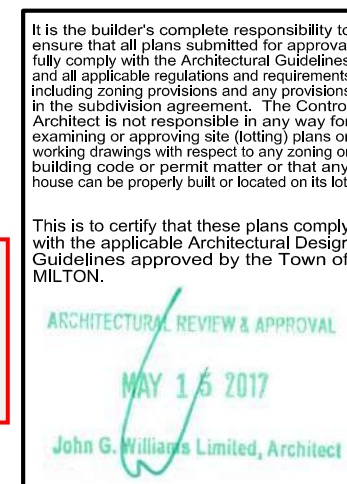 It is the builder's complete responsibility to
ensure that all plans submitted for approval
fully comply with the Architectural Guidelines
and all applicable regulations and requirements
including zoning provisions and any provisions
in the subdivision agreement. The Control
Architect is not responsible in any way for
examining or approving site (lotting) plans or
working drawings with respect to any zoning or
building code or permit matter or that any
house can be properly built or located on its lot.
This is to certify that these plans comply
with the applicable Architectural Design
Guidelines approved by the Town of
MILTON.
ARCHITECTURAL REVIEW & APPROVAL
MAY 15 2017
John G. Williams Limited, Architect